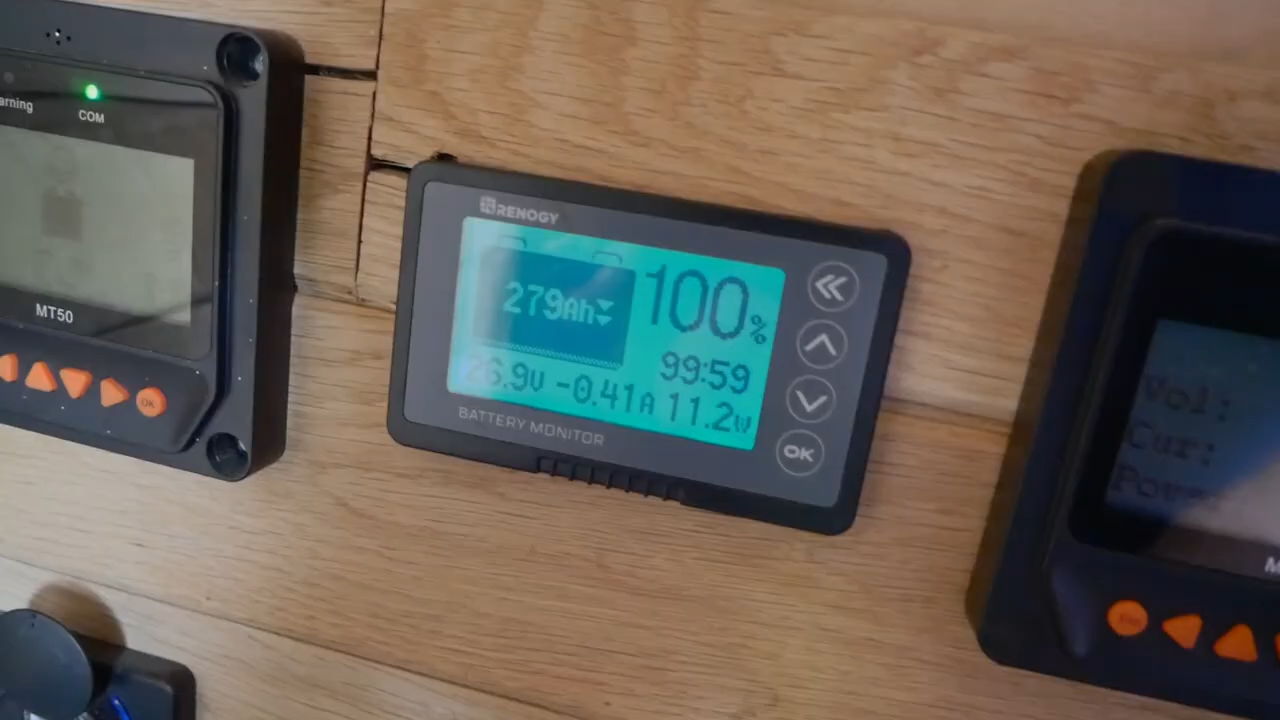 COM
MT50
OK
RENOGY
279Ah
100%
99:59
26.9V -0.41A 11.2W
BATTERY MONITOR
OK
Vol:
Cur: